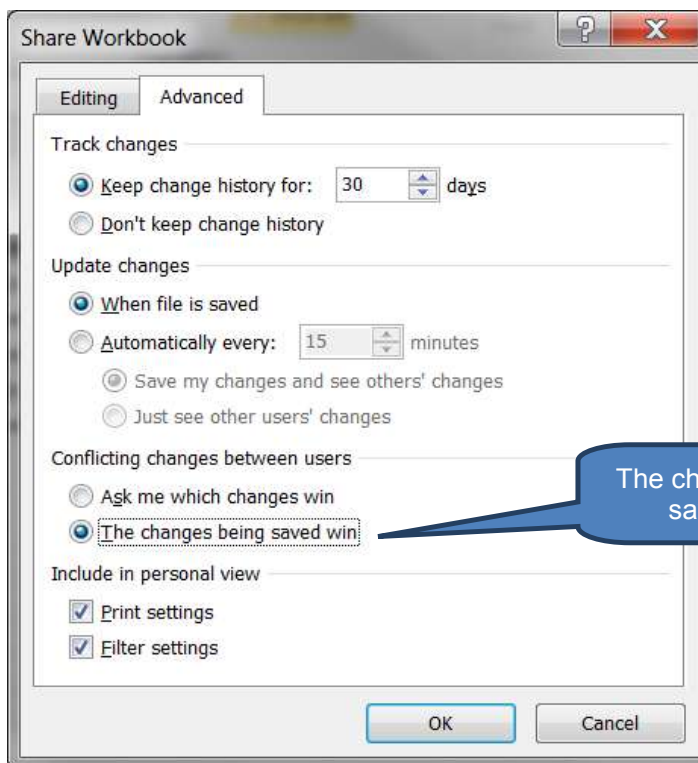 Share Workbook
Editing Advanced
Track changes
Keep change history for: 30 days
Don't keep change history
Update changes
When file is saved
Automatically every: 15 minutes
Save my changes and see others' changes
Just see other users' changes
Conflicting changes between users
Ask me which changes win
The changes being saved win
The
Include in personal view
Print settings
Filter settings
OK Cancel